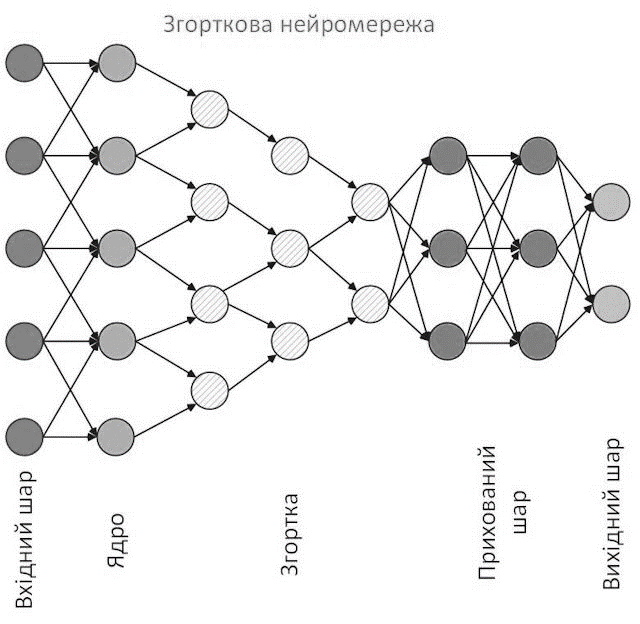 Згорткова нейромережа
Вхідний шар
Ядро
Згортка
Прихований
шар
Вихідний шар